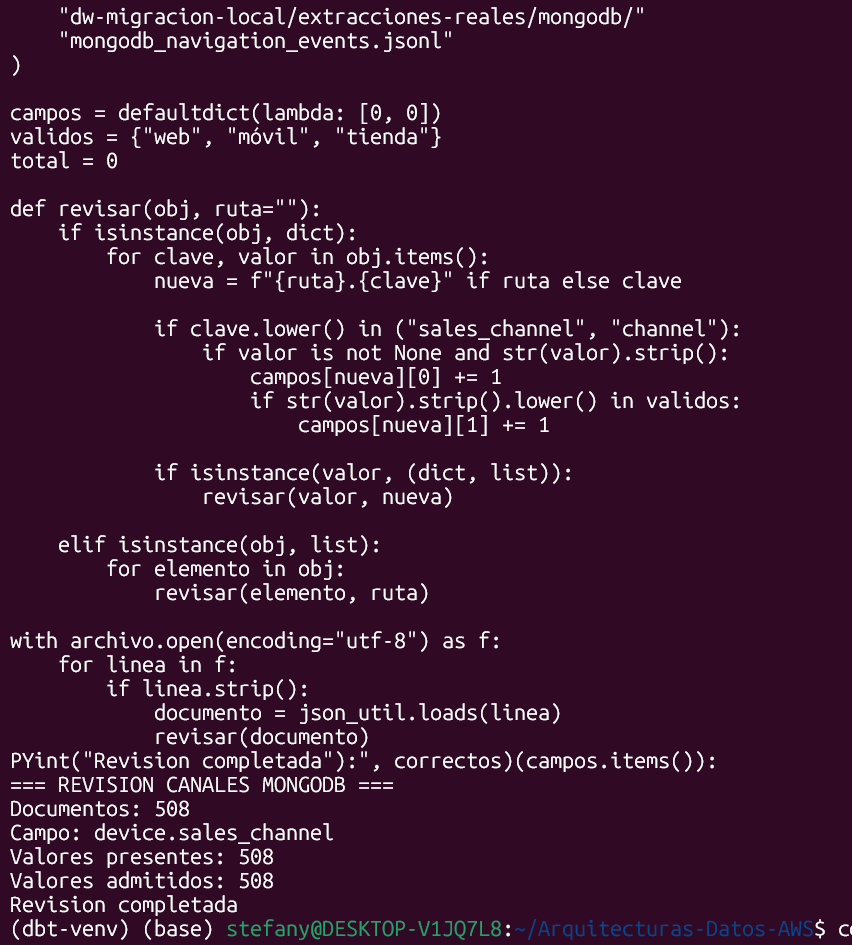 "dw-migracion-local/extracciones-reales/mongodb/"
    "mongodb_navigation_events.jsonl"
)

campos = defaultdict(lambda: [0, 0])
validos = {"web", "móvil", "tienda"}
total = 0

def revisar(obj, ruta=""):
    if isinstance(obj, dict):
        for clave, valor in obj.items():
            nueva = f"{ruta}.{clave}" if ruta else clave

            if clave.lower() in ("sales_channel", "channel"):
                if valor is not None and str(valor).strip():
                    campos[nueva][0] += 1
                    if str(valor).strip().lower() in validos:
                        campos[nueva][1] += 1

            if isinstance(valor, (dict, list)):
                revisar(valor, nueva)

    elif isinstance(obj, list):
        for elemento in obj:
            revisar(elemento, ruta)

with archivo.open(encoding="utf-8") as f:
    for linea in f:
        if linea.strip():
            documento = json_util.loads(linea)
            revisar(documento)
PYint("Revision completada"):", correctos)(campos.items()):
=== REVISION CANALES MONGODB ===
Documentos: 508
Campo: device.sales_channel
Valores presentes: 508
Valores admitidos: 508
Revision completada
(dbt-venv) (base) stefany@DESKTOP-V1JQ7L8:~/Arquitecturas-Datos-AWS$ c